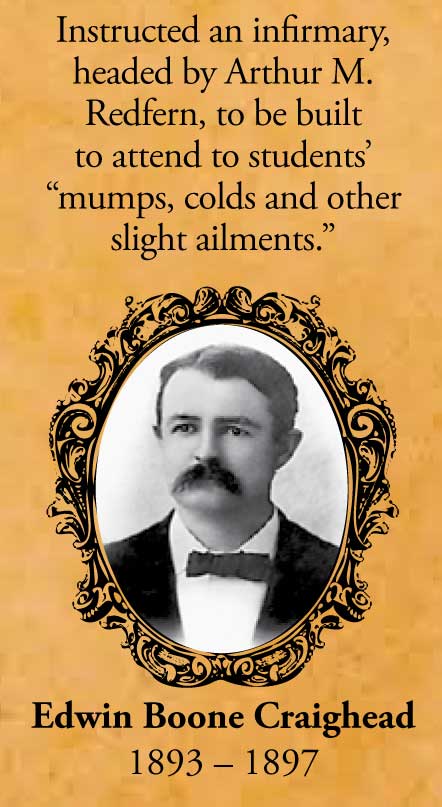 Instructed an infirmary,
headed by Arthur M.
Redfern, to be built
to attend to students’
“mumps, colds and other
slight ailments.”
Edwin Boone Craighead
1893 – 1897